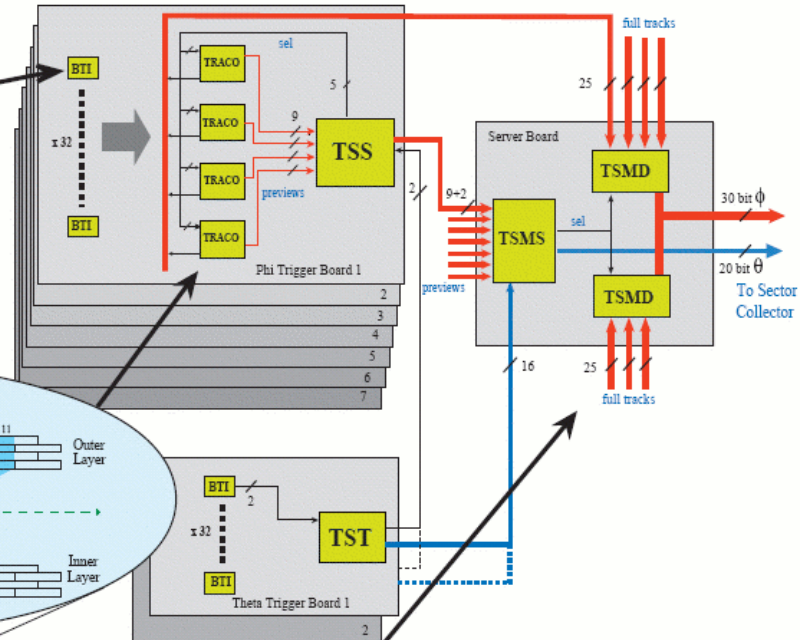 BTI
x 32
BTI
TRACO
TRACO
TRACO
TRACO
sel
5
9
previews
TSS
Phi Trigger Board 1
2
3
4
5
6
7
2
full tracks
25
Server Board
TSMD
9+2
TSMS
sel
previews
TSMD
30 bit ϕ
20 bit θ
To Sector
Collector
16
25
full tracks
11
Outer
Layer
Inner
Layer
BTI
2
x 32
BTI
TST
Theta Trigger Board 1
2